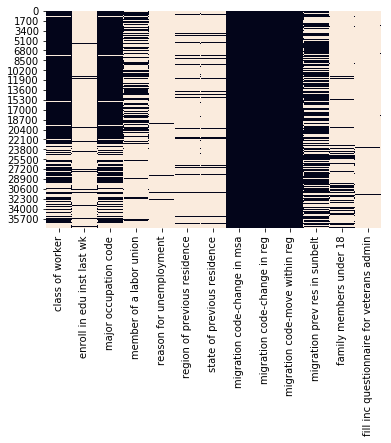 0
1700
3400
5100
6800
8500
10200
11900
13600
15300
17000
18700
20400
22100
23800
25500
27200
28900
30600
32300
34000
35700
class of worker
enroll in edu inst last wk
major occupation code
member of a labor union
reason for unemployment
region of previous residence
state of previous residence
migration code-change in msa
migration code-change in reg
migration code-move within reg
migration prev res in sunbelt
family members under 18
fill inc questionnaire for veterans admin